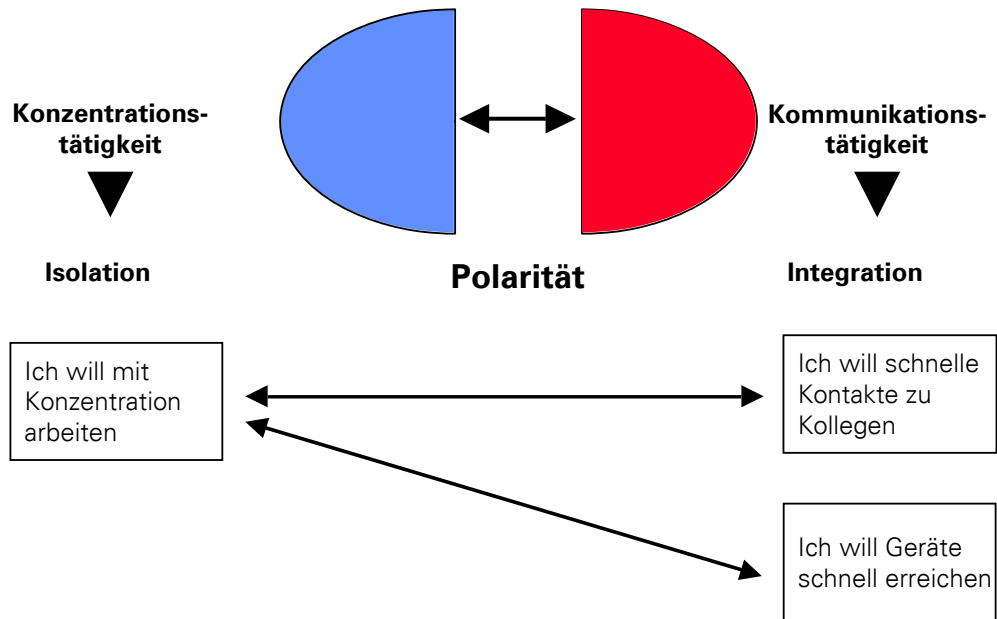 Konzentrations-
tätigkeit
Kommunikations-
tätigkeit
Isolation
Polarität
Integration
Ich will mit
Konzentration
arbeiten
Ich will schnelle
Kontakte zu
Kollegen
Ich will Geräte
schnell erreichen